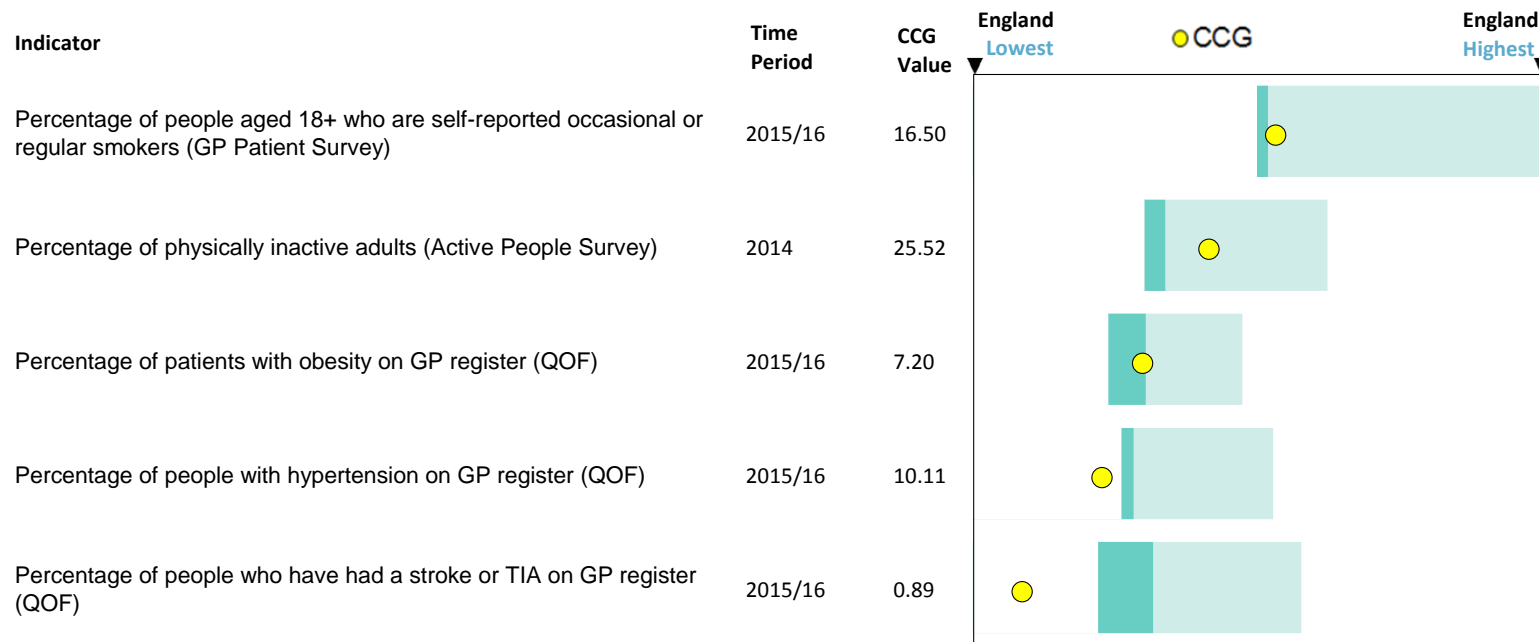 Indicator
Time
Period
CCG
Value
England
Lowest
CCG
England
Highest
Percentage of people aged 18+ who are self-reported occasional or
regular smokers (GP Patient Survey)
2015/16
16.50
Percentage of physically inactive adults (Active People Survey)
2014
25.52
Percentage of patients with obesity on GP register (QOF)
2015/16
7.20
Percentage of people with hypertension on GP register (QOF)
2015/16
10.11
Percentage of people who have had a stroke or TIA on GP register
(QOF)
2015/16
0.89